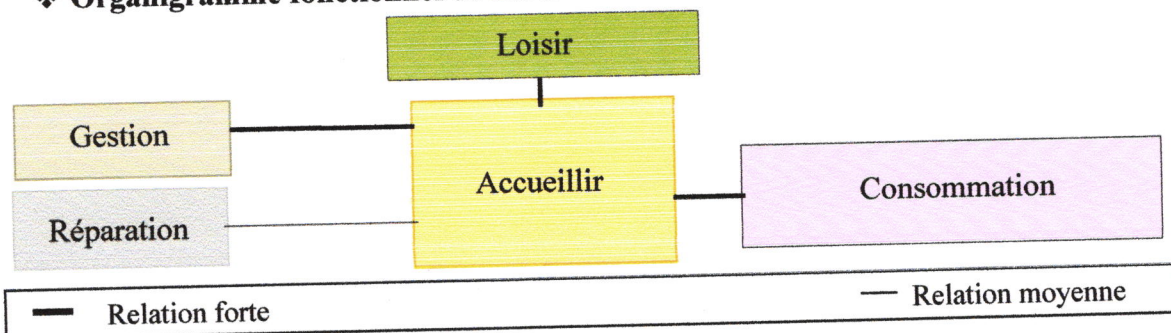 ❖ Organigramme fonctionnel
Loisir
Gestion
Accueillir
Consommation
Réparation
Relation forte
Relation moyenne